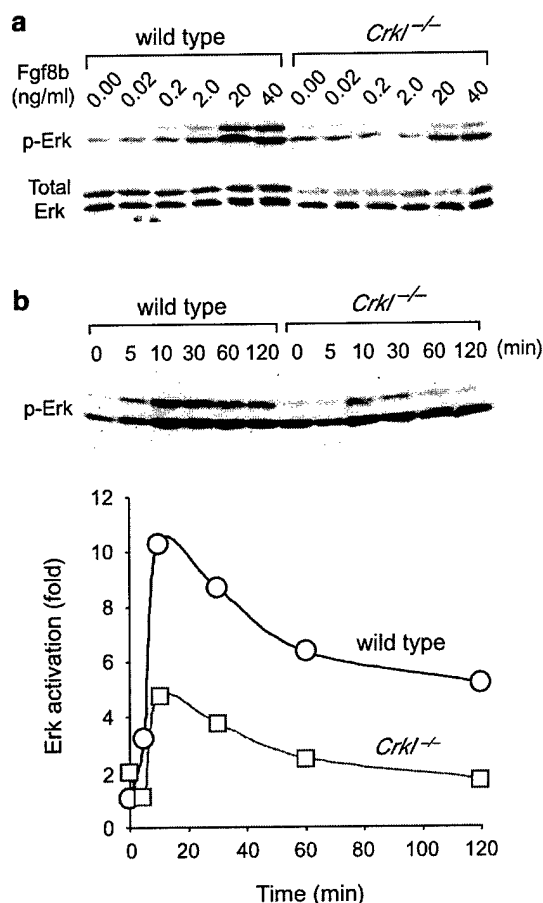 a
wild type Crkl–/–
Fgf8b (ng/ml)
0.00 0.02 0.2 2.0 20 40 0.00 0.02 0.2 2.0 20 40
p-Erk
Total Erk
b
wild type Crkl–/–
0 5 10 30 60 120 0 5 10 30 60 120 (min)
p-Erk
12
10
8
6
4
2
0
Erk activation (fold)
wild type
Crkl–/–
0 20 40 60 80 100 120
Time (min)